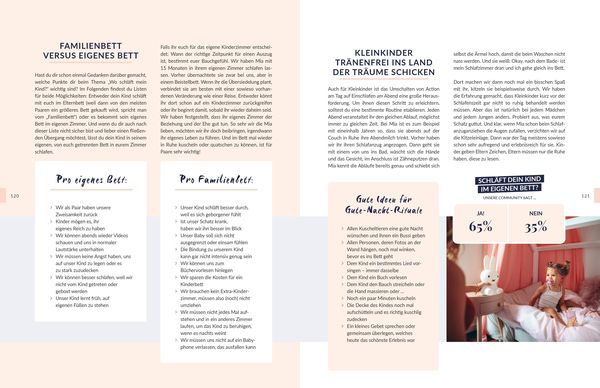 FAMILIENBETT
VERSUS EIGENES BETT
Hast du dir schon einmal Gedanken darüber gemacht,
welche Punkte dir beim Thema „Wo schläft mein
Kind?“ wichtig sind? Im Folgenden findest du Listen
für beide Möglichkeiten: Entweder dein Kind schläft
mit euch im Elternbett (weil dann von den meisten
Paaren ein größeres Bett gekauft wird, spricht man
vom „Familienbett“) oder es bekommt sein eigenes
Bett im eigenen Zimmer. Und wenn du dir auch nach
dieser Liste nicht sicher bist und lieber einen fließen-
den Übergang möchtest, lässt du dein Kind in seinem
eigenen, von euch getrennten Bett in eurem Zimmer
schlafen.
Falls ihr euch für das eigene Kinderzimmer entschei-
det: Wann der richtige Zeitpunkt für einen Auszug
ist, bestimmt euer Bauchgefühl. Wir haben Mia mit
15 Monaten in ihrem eigenen Zimmer schlafen las-
sen. Vorher übernachtete sie zwar bei uns, aber in
einem Beistellbett. Wenn die Elternzeitplanung steht,
verbindet sie am besten mit einer sowieso vorhan-
denen Veränderung wie einer Reise. Entweder könnt
ihr dort schon auf ein Kinderzimmer zurückgreifen
oder ihr beginnt damit, sobald ihr wieder daheim seid.
Wir haben festgestellt, dass ihr eigenes Zimmer der
Beziehung und der Ehe gut tun. So sehr wir die Mia
lieben, möchten wir ihr doch beibringen, irgendwann
ihr eigenes Leben zu führen. Und im Bett mal wieder
in Ruhe kuscheln oder quatschen zu können, ist für
Paare sehr wichtig!
120
Pro eigenes Bett:
› Wir als Paar haben unsere
Zweisamkeit zurück
› Kinder mögen es, ihr
eigenes Reich zu haben
› Wir können abends wieder Videos
schauen und uns in normaler
Lautstärke unterhalten
› Wir müssen keine Angst haben, uns
auf unser Kind zu legen oder es
zu stark zuzudecken
› Wir können besser schlafen, weil wir
nicht vom Kind getreten oder
geboxt werden
› Unser Kind lernt früh, auf
eigenen Füßen zu stehen
Pro Familienbett:
› Unser Kind schläft besser durch,
weil es sich geborgener fühlt
› Ist unser Schatz krank,
haben wir ihn besser im Blick
› Unser Baby soll sich nicht
ausgegrenzt oder einsam fühlen
› Die Bindung zu unserem Kind
kann gar nicht intensiv genug sein
› Wir können uns zum
Büchervorlesen hinlegen
› Wir sparen die Kosten für ein
Kinderbett
› Wir brauchen kein Extra-Kinder-
zimmer, müssen also (noch) nicht
umziehen
› Wir müssen nicht jedes Mal auf-
stehen und in ein anderes Zimmer
laufen, um das Kind zu beruhigen,
wenn es nachts weint
› Wir müssen uns nicht auf ein Baby-
phone verlassen, das ausfallen kann
KLEINKINDER
TRÄNENFREI INS LAND
DER TRÄUME SCHICKEN
Auch für Kleinkinder ist das Umschalten von Action
am Tag auf Einschlafen am Abend eine große Heraus-
forderung. Um ihnen diesen Schritt zu erleichtern,
solltest du eine bestimmte Routine etablieren. Jeden
Abend veranstaltet ihr den gleichen Ablauf, möglichst
immer zu gleichen Zeit. Bei Mia ist es zum Beispiel
mit eineinhalb Jahren so, dass sie abends auf der
Couch in Ruhe ihre Abendmilch trinkt. Vorher haben
wir ihr ihren Schlafanzug angezogen. Dann geht sie
mit einem von uns ins Bad, wäscht sich die Hände
und das Gesicht, im Anschluss ist Zähneputzen dran.
Mia kennt die Abläufe bereits genau und schiebt sich
selbst die Ärmel hoch, damit die beim Waschen nicht
nass werden. Und sie weiß: Okay, nach dem Bade- ist
mein Schlafzimmer dran und ich gehe gleich ins Bett.
Dort machen wir dann noch mal ein bisschen Spaß
mit ihr, kitzeln sie beispielsweise durch. Wir haben
die Erfahrung gemacht, dass Kleinkinder kurz vor der
Schlafenszeit gar nicht so ruhig behandelt werden
müssen. Aber das ist natürlich bei jedem Mädchen
und jedem Jungen anders. Probiert aus, was eurem
Schatz guttut. Und klar, wenn Mia schon beim Schlaf-
anzuganziehen die Augen zufallen, verzichten wir auf
die Kitzeleinlage. Dann war der Tag meistens sowieso
schon sehr aufregend und erlebnisreich für sie. Kin-
der geben Eltern Zeichen, Eltern müssen nur die Ruhe
haben, diese zu lesen.
Gute Ideen für
Gute-Nacht-Rituale
› Allen Kuscheltieren eine gute Nacht
wünschen und ihnen ein Bussi geben
› Allen Personen, deren Fotos an der
Wand hängen, noch mal winken,
bevor es ins Bett geht
› Dem Kind ein bestimmtes Lied vor-
singen – immer dasselbe
› Dem Kind ein Buch vorlesen
› Dem Kind den Bauch streicheln oder
die Hand massieren oder …
› Noch ein paar Minuten kuscheln
› Die Decke des Kindes noch mal
aufschütteln und es richtig kuschlig
zudecken
› Ein kleines Gebet sprechen oder
gemeinsam überlegen, welches
heute das schönste Erlebnis war
SCHLÄFT DEIN KIND
IM EIGENEN BETT?
UNSERE COMMUNITY SAGT …
121
JA!
65%
NEIN
35%